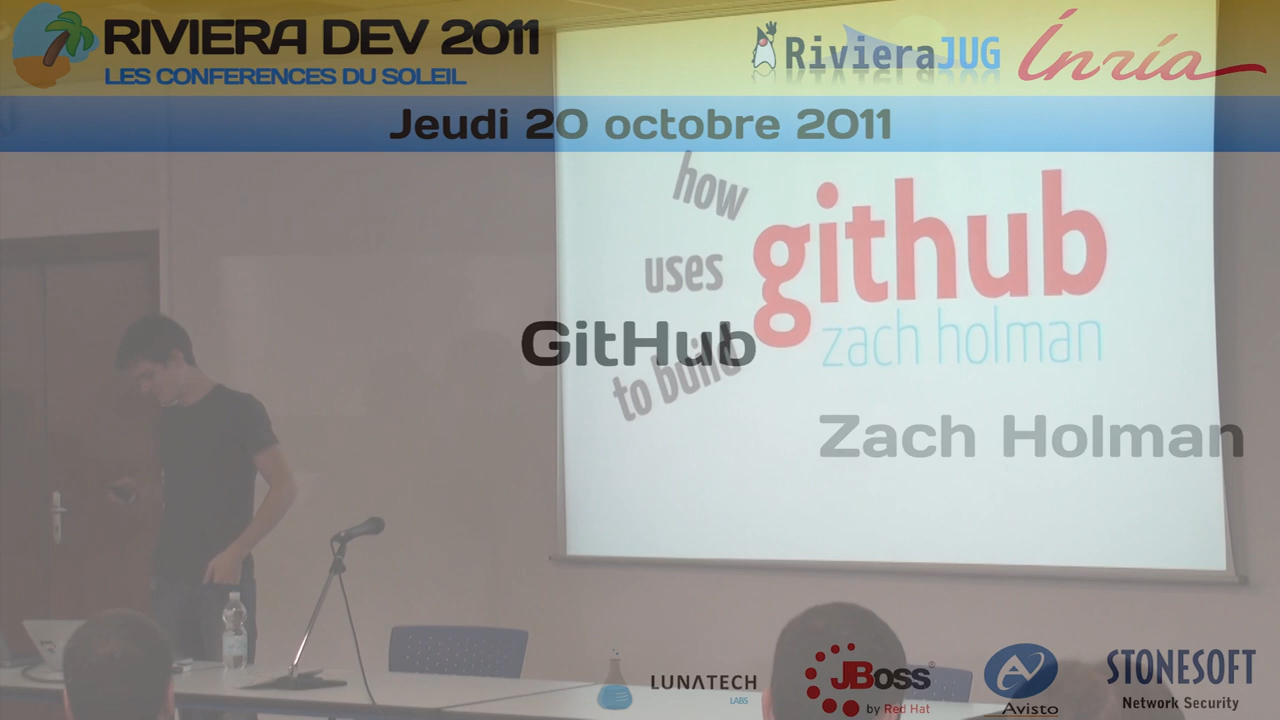 RIVIERA DEV 2011
LES CONFERENCES DU SOLEIL
RivieraJUG
Inria
Jeudi 20 octobre 2011
how
uses
github
zach holman
to build
GitHub
Zach Holman
LUNATECH
LABS
JBoss
by Red Hat
Avisto
STONESOFT
Network Security